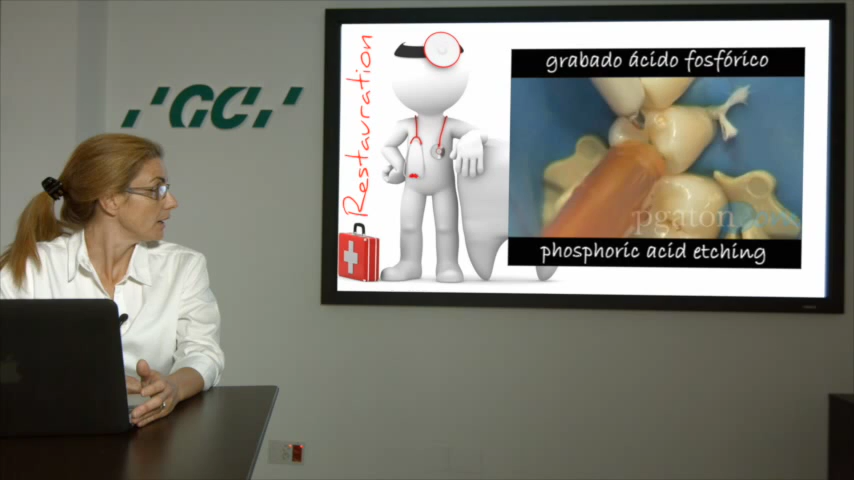 GC
Restauration
grabado ácido fosfórico
pgaton
phosphoric acid etching